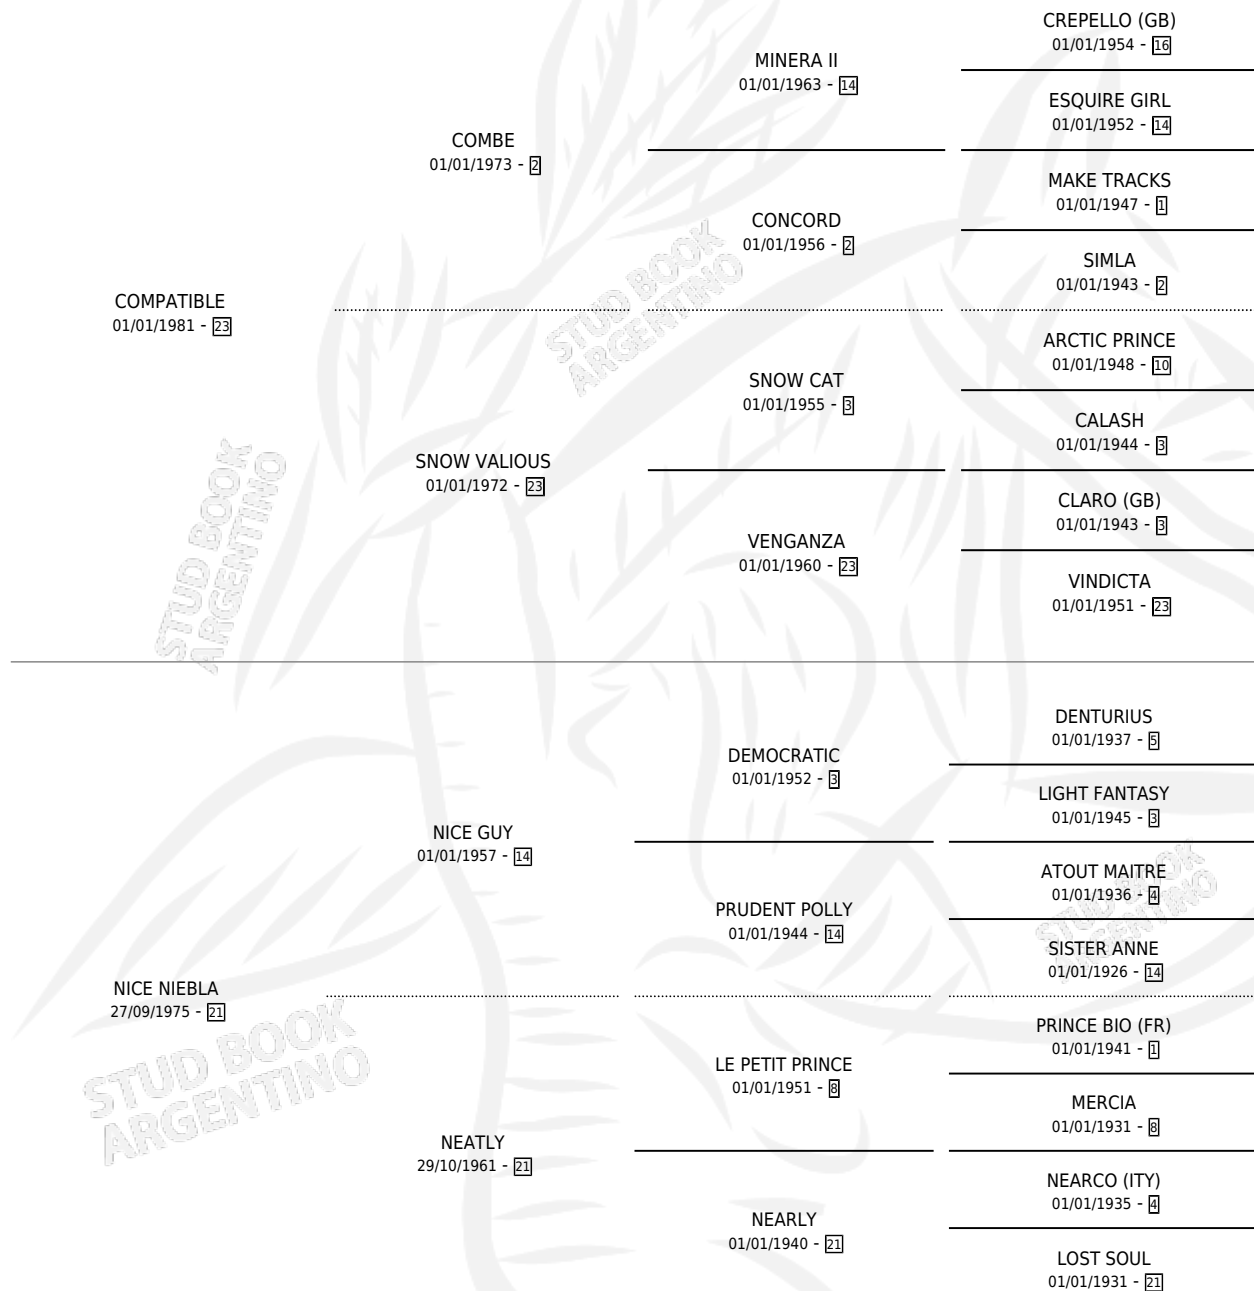 CREPELLO (GB)
01/01/1954 - 16
MINERA II
01/01/1963 - 14
ESQUIRE GIRL
01/01/1952 - 14
COMBE
01/01/1973 - 2
MAKE TRACKS
01/01/1947 - 1
CONCORD
01/01/1956 - 2
SIMLA
01/01/1943 - 2
COMPATIBLE
01/01/1981 - 23
ARCTIC PRINCE
01/01/1948 - 10
SNOW CAT
01/01/1955 - 3
CALASH
01/01/1944 - 3
SNOW VALIOUS
01/01/1972 - 23
CLARO (GB)
01/01/1943 - 3
VENGANZA
01/01/1960 - 23
VINDICTA
01/01/1951 - 23
DENTURIUS
01/01/1937 - 5
DEMOCRATIC
01/01/1952 - 3
LIGHT FANTASY
01/01/1945 - 3
NICE GUY
01/01/1957 - 14
ATOUT MAITRE
01/01/1936 - 4
PRUDENT POLLY
01/01/1944 - 14
SISTER ANNE
01/01/1926 - 14
NICE NIEBLA
27/09/1975 - 21
PRINCE BIO (FR)
01/01/1941 - 1
LE PETIT PRINCE
01/01/1951 - 8
MERCIA
01/01/1931 - 8
NEATLY
29/10/1961 - 21
NEARCO (ITY)
01/01/1935 - 4
NEARLY
01/01/1940 - 21
LOST SOUL
01/01/1931 - 21
STUD BOOK
ARGENTINO
STUD BOOK
ARGENTINO
STUD BOOK
ARGENTINO
STUD BOOK
ARGENTINO